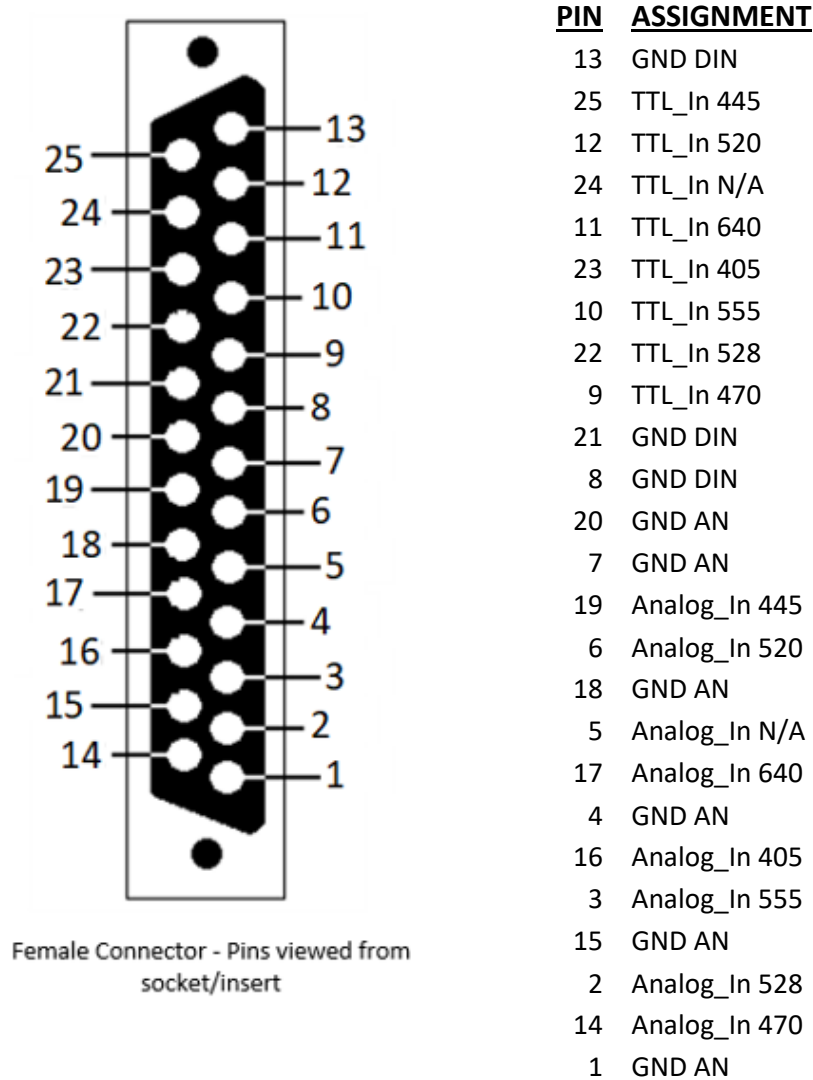 PIN ASSIGNMENT
13 GND DIN
25 TTL_In 445
12 TTL_In 520
24 TTL_In N/A
11 TTL_In 640
23 TTL_In 405
10 TTL_In 555
22 TTL_In 528
9 TTL_In 470
21 GND DIN
8 GND DIN
20 GND AN
7 GND AN
19 Analog_In 445
6 Analog_In 520
18 GND AN
5 Analog_In N/A
17 Analog_In 640
4 GND AN
16 Analog_In 405
3 Analog_In 555
15 GND AN
2 Analog_In 528
14 Analog_In 470
1 GND AN
13
25
12
24
11
23
10
22
9
21
8
20
7
19
6
18
5
17
4
16
3
15
2
14
1
Female Connector - Pins viewed from
socket/insert